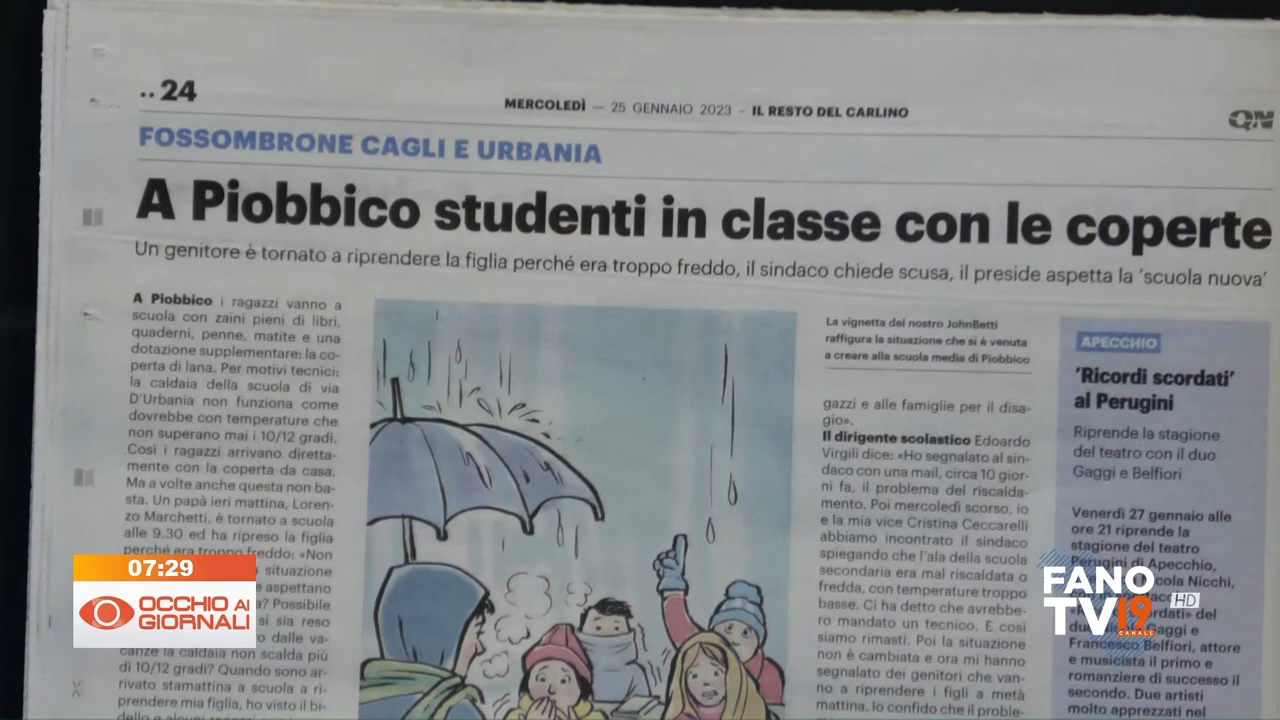 .. 24
MERCOLEDÌ — 25 GENNAIO 2023 – IL RESTO DEL CARLINO
QN
FOSSOMBRONE CAGLI E URBANIA
A Piobbico studenti in classe con le coperte
Un genitore è tornato a riprendere la figlia perché era troppo freddo, il sindaco chiede scusa, il preside aspetta la 'scuola nuova'
A Piobbico i ragazzi vanno a
scuola con zaini pieni di libri,
quaderni, penne, matite e una
dotazione supplementare: la co-
perta di lana. Per motivi tecnici:
la caldaia della scuola di via
D'Urbania non funziona come
dovrebbe con temperature che
non superano mai i 10/12 gradi.
Così i ragazzi arrivano diretta-
mente con la coperta da casa.
Ma a volte anche questa non ba-
sta. Un papà ieri mattina, Loren-
zo Marchetti, è tornato a scuola
alle 9.30 ed ha ripreso la figlia
perché era troppo freddo: «Non
situazione
e aspettano
a? Possibile
si sia reso
o dalle va-
canze la caldaia non scalda più
di 10/12 gradi? Quando sono ar-
rivato stamattina a scuola a ri-
prendere mia figlia, ho visto il bi-
La vignetta del nostro JohnBetti
raffigura la situazione che si è venuta
a creare alla scuola media di Piobbico
gazzi e alle famiglie per il disa-
gio».
Il dirigente scolastico Edoardo
Virgili dice: «Ho segnalato al sin-
daco con una mail, circa 10 gior-
ni fa, il problema del riscalda-
mento. Poi mercoledì scorso, io
e la mia vice Cristina Ceccarelli
abbiamo incontrato il sindaco
spiegando che l'ala della scuola
secondaria era mal riscaldata o
fredda, con temperature troppo
basse. Ci ha detto che avrebbe-
ro mandato un tecnico. E così
siamo rimasti. Poi la situazione
non è cambiata e ora mi hanno
segnalato dei genitori che van-
no a riprendere i figli a metà
mattina. Io confido che il proble-
APECCHIO
'Ricordi scordati'
al Perugini
Riprende la stagione
del teatro con il duo
Gaggi e Belfiori
Venerdì 27 gennaio alle
ore 21 riprende la
stagione del teatro
Perugini di Apecchio,
Nicchi,
del
Gaggi e
Francesco Belfiori, attore
e musicista il primo e
romanziere di successo il
secondo. Due artisti
molto apprezzati nel
07:29
OCCHIO AI
GIORNALI
FANO
TV 19 HD
CANALE